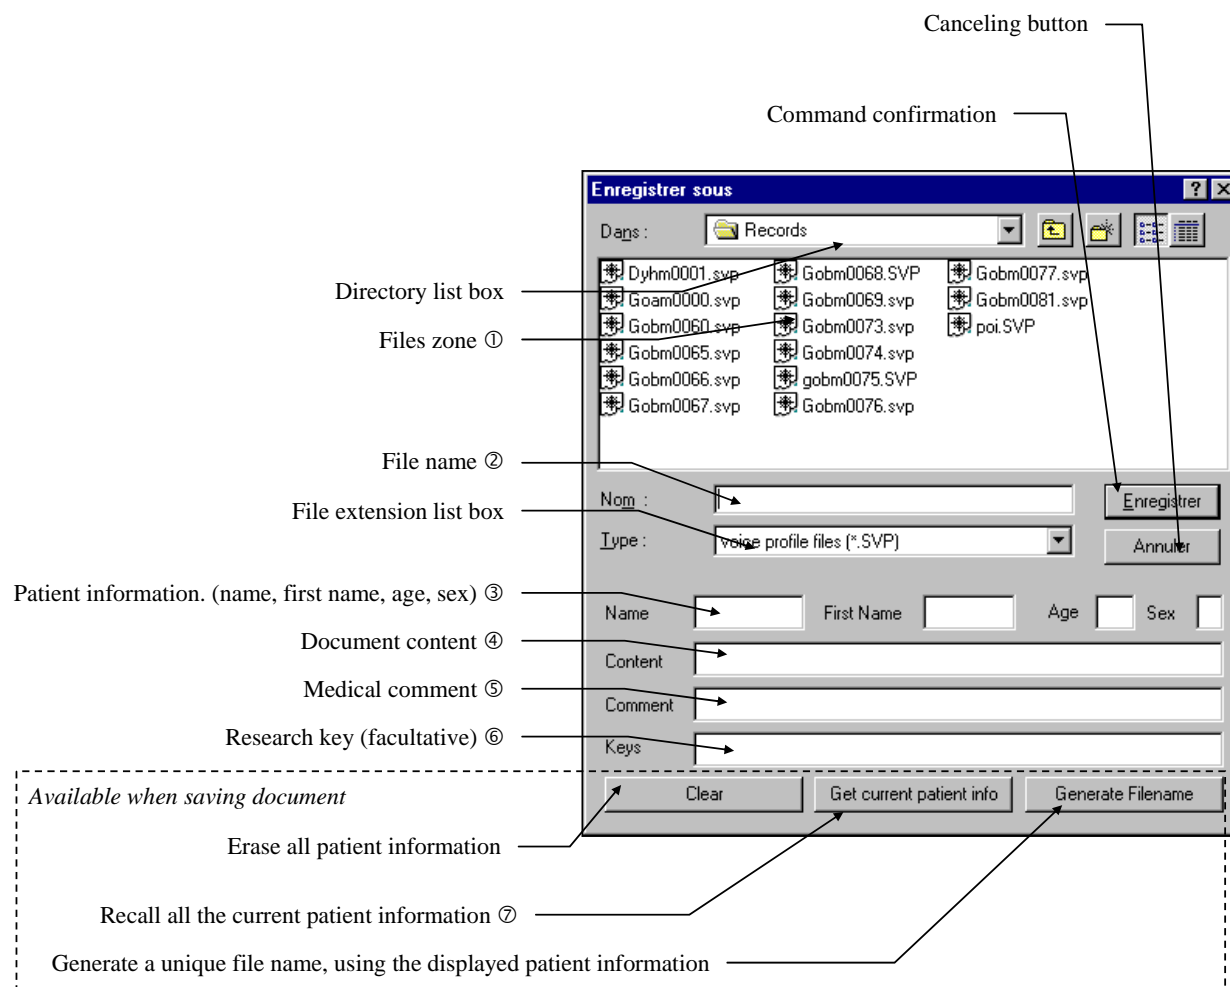 Canceling button
Command confirmation
Enregistrer sous
Dans :
Records
Dyhm0001.svp
Goam0000.svp
Gobm0060.svp
Gobm0065.svp
Gobm0066.svp
Gobm0067.svp
Gobm0068.SVP
Gobm0069.svp
Gobm0073.svp
Gobm0074.svp
gobm0075.SVP
Gobm0076.svp
Gobm0077.svp
Gobm0081.svp
poi.SVP
Directory list box
Files zone ①
File name ②
Nom :
Enregistrer
File extension list box
Type :
voice profile files (*.SVP)
Annuler
Patient information. (name, first name, age, sex) ③
Name
First Name
Age
Sex
Document content ④
Content
Medical comment ⑤
Comment
Research key (facultative) ⑥
Keys
Available when saving document
Clear
Get current patient info
Generate Filename
Erase all patient information
Recall all the current patient information ⑦
Generate a unique file name, using the displayed patient information